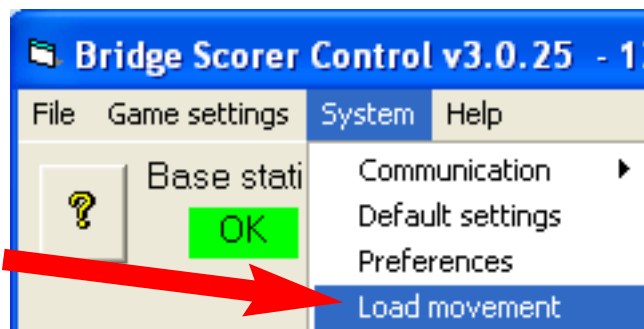 Bridge Scorer Control v3.0.25 - 1
File Game settings System Help
? Base stati
OK
Communication
Default settings
Preferences
Load movement